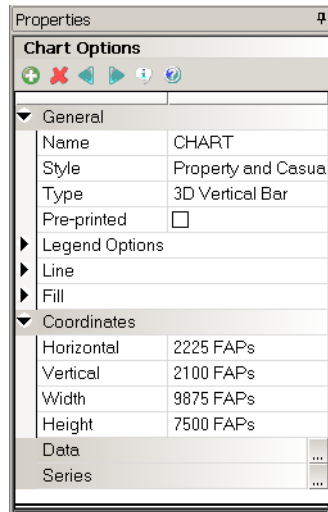 Properties
Chart Options
General
Name CHART
Style Property and Casua
Type 3D Vertical Bar
Pre-printed
Legend Options
Line
Fill
Coordinates
Horizontal 2225 FAPs
Vertical 2100 FAPs
Width 9875 FAPs
Height 7500 FAPs
Data ...
Series ...